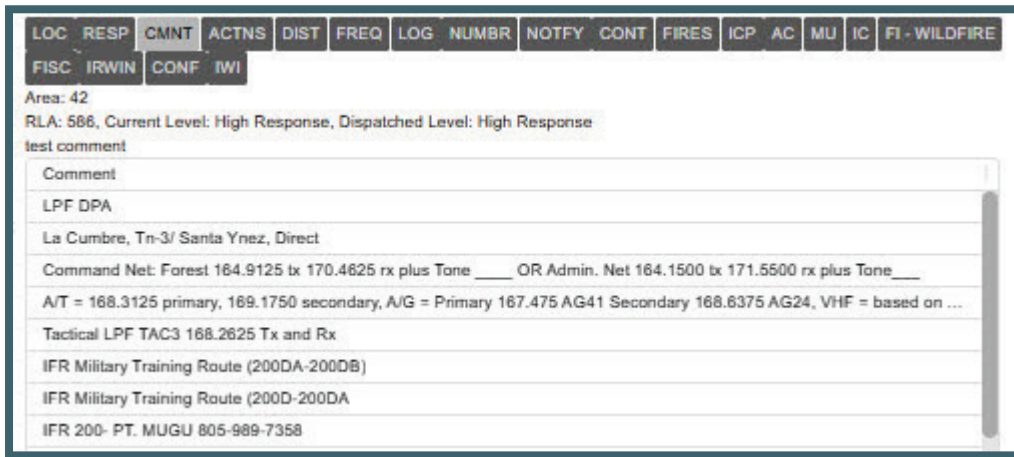 LOC RESP CMNT ACTNS DIST FREQ LOG NUMBR NOTFY CONT FIRES ICP AC MU IC FI - WILDFIRE
FISC IRWIN CONF IWI
Area: 42
RLA: 586, Current Level: High Response, Dispatched Level: High Response
test comment
Comment
LPF DPA
La Cumbre, Tn-3/ Santa Ynez, Direct
Command Net: Forest 164.9125 tx 170.4625 rx plus Tone ____ OR Admin. Net 164.1500 tx 171.5500 rx plus Tone___
A/T = 168.3125 primary, 169.1750 secondary, A/G = Primary 167.475 AG41 Secondary 168.6375 AG24, VHF = based on ...
Tactical LPF TAC3 168.2625 Tx and Rx
IFR Military Training Route (200DA-200DB)
IFR Military Training Route (200D-200DA
IFR 200- PT. MUGU 805-989-7358